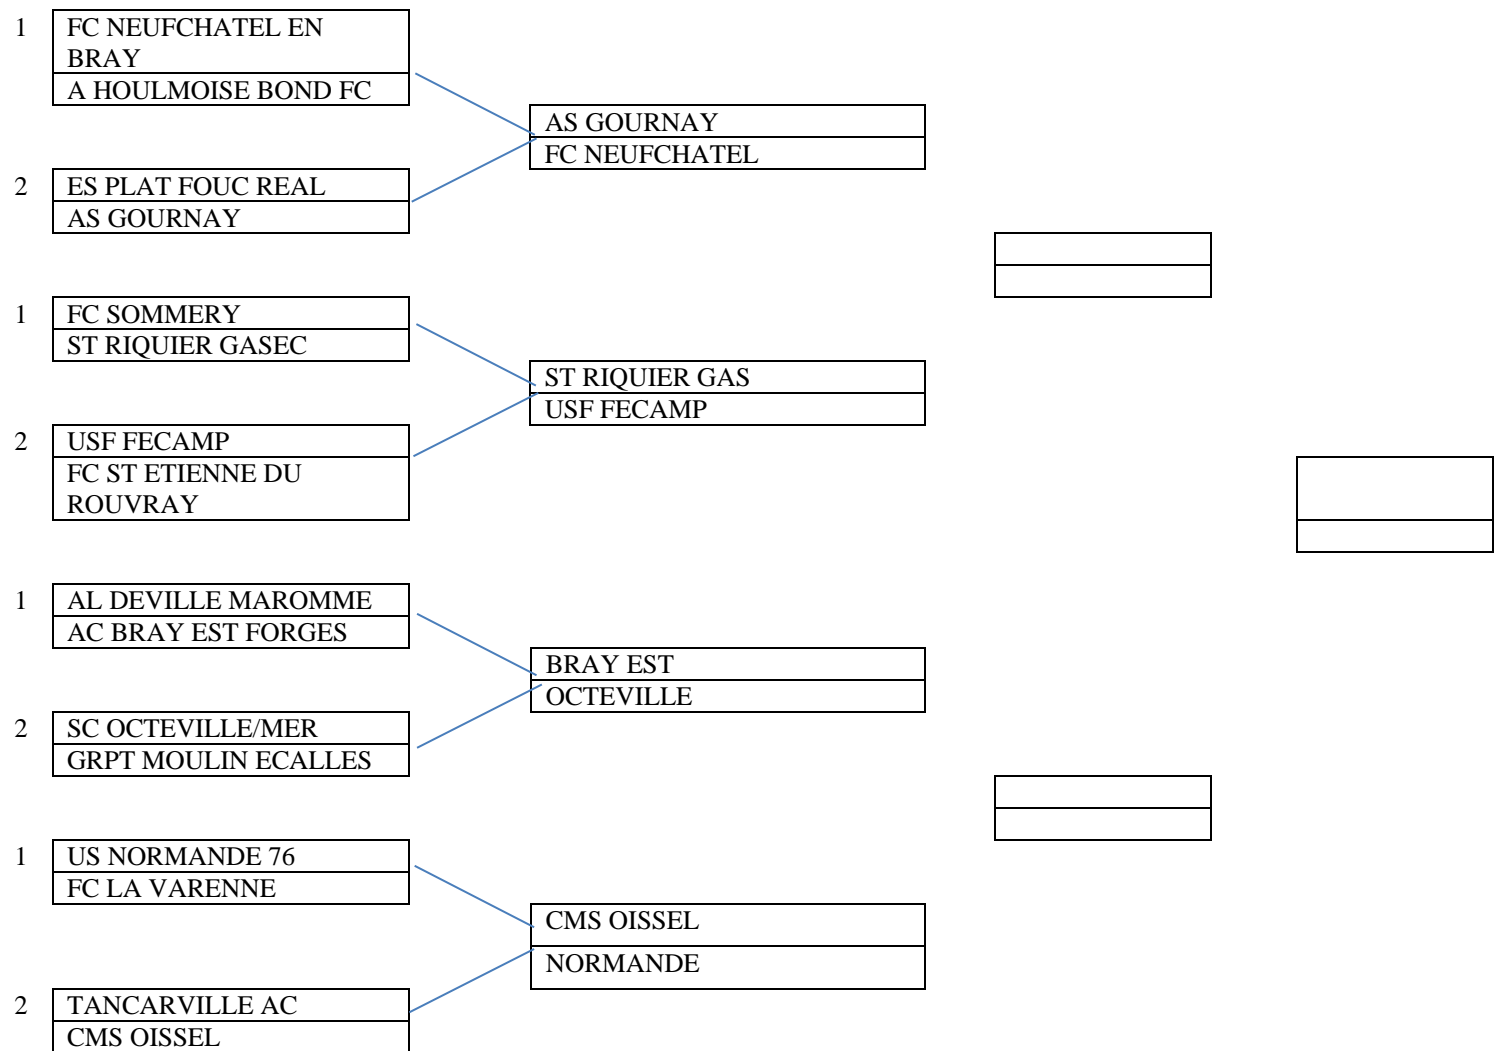 1
FC NEUFCHATEL EN
BRAY
A HOULMOISE BOND FC
AS GOURNAY
FC NEUFCHATEL
2
ES PLAT FOUC REAL
AS GOURNAY
1
FC SOMMERY
ST RIQUIER GASEC
ST RIQUIER GAS
USF FECAMP
2
USF FECAMP
FC ST ETIENNE DU
ROUVRAY
1
AL DEVILLE MAROMME
AC BRAY EST FORGES
BRAY EST
OCTEVILLE
2
SC OCTEVILLE/MER
GRPT MOULIN ECALLES
1
US NORMANDE 76
FC LA VARENNE
CMS OISSEL
NORMANDE
2
TANCARVILLE AC
CMS OISSEL